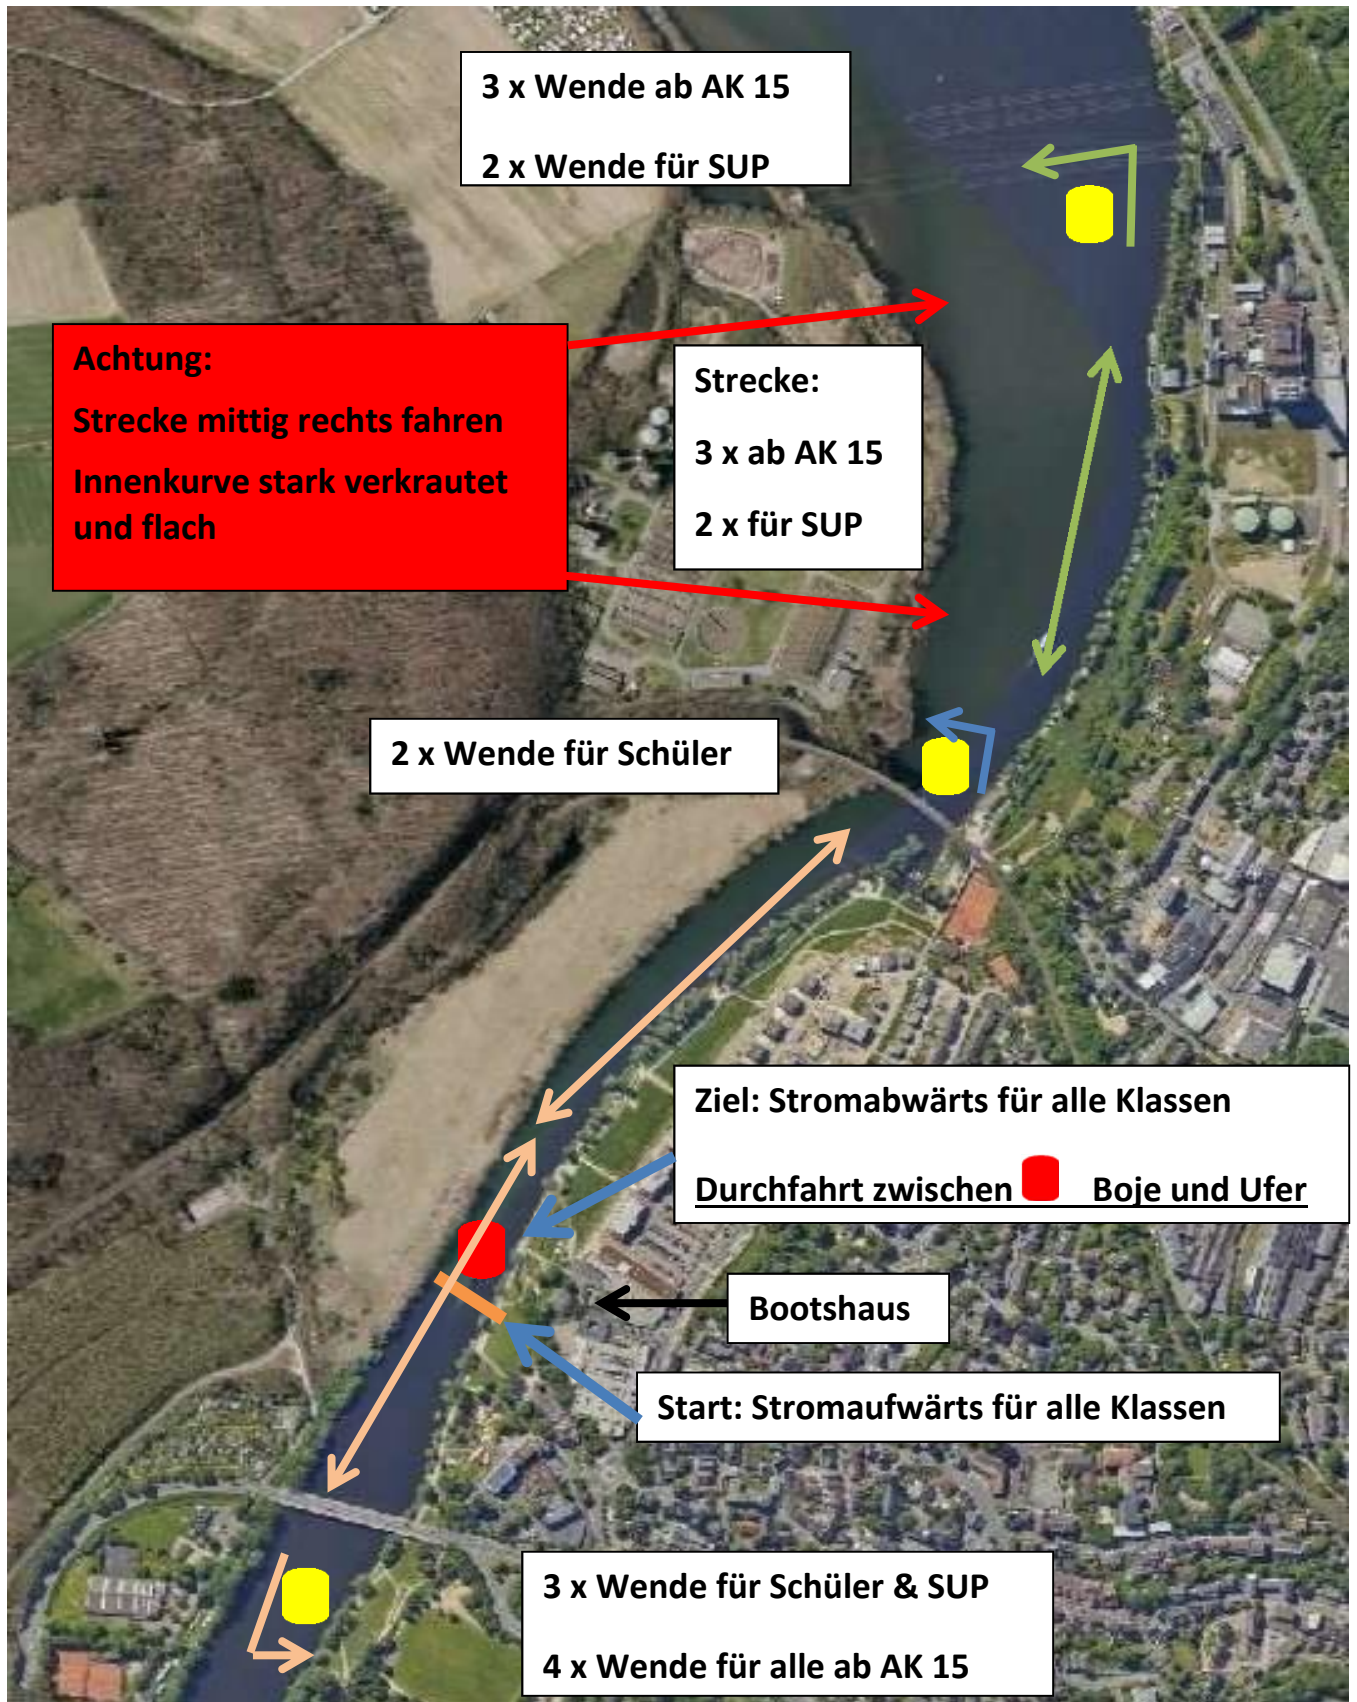 3 x Wende ab AK 15
2 x Wende für SUP
Achtung:
Strecke mittig rechts fahren
Innenkurve stark verkrautet
und flach
Strecke:
3 x ab AK 15
2 x für SUP
2 x Wende für Schüler
Ziel: Stromabwärts für alle Klassen
Durchfahrt zwischen Boje und Ufer
Bootshaus
Start: Stromaufwärts für alle Klassen
3 x Wende für Schüler & SUP
4 x Wende für alle ab AK 15